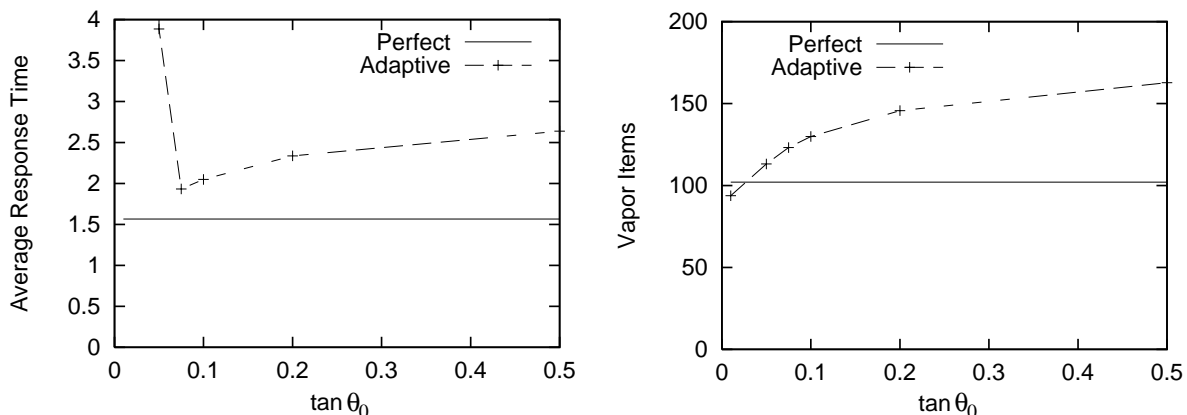 Average Response Time
4
3.5
3
2.5
2
1.5
1
0.5
0
Perfect
Adaptive
0 0.1 0.2 0.3 0.4 0.5
tan θ0
Vapor Items
200
150
100
50
0
Perfect
Adaptive
0 0.1 0.2 0.3 0.4 0.5
tan θ0